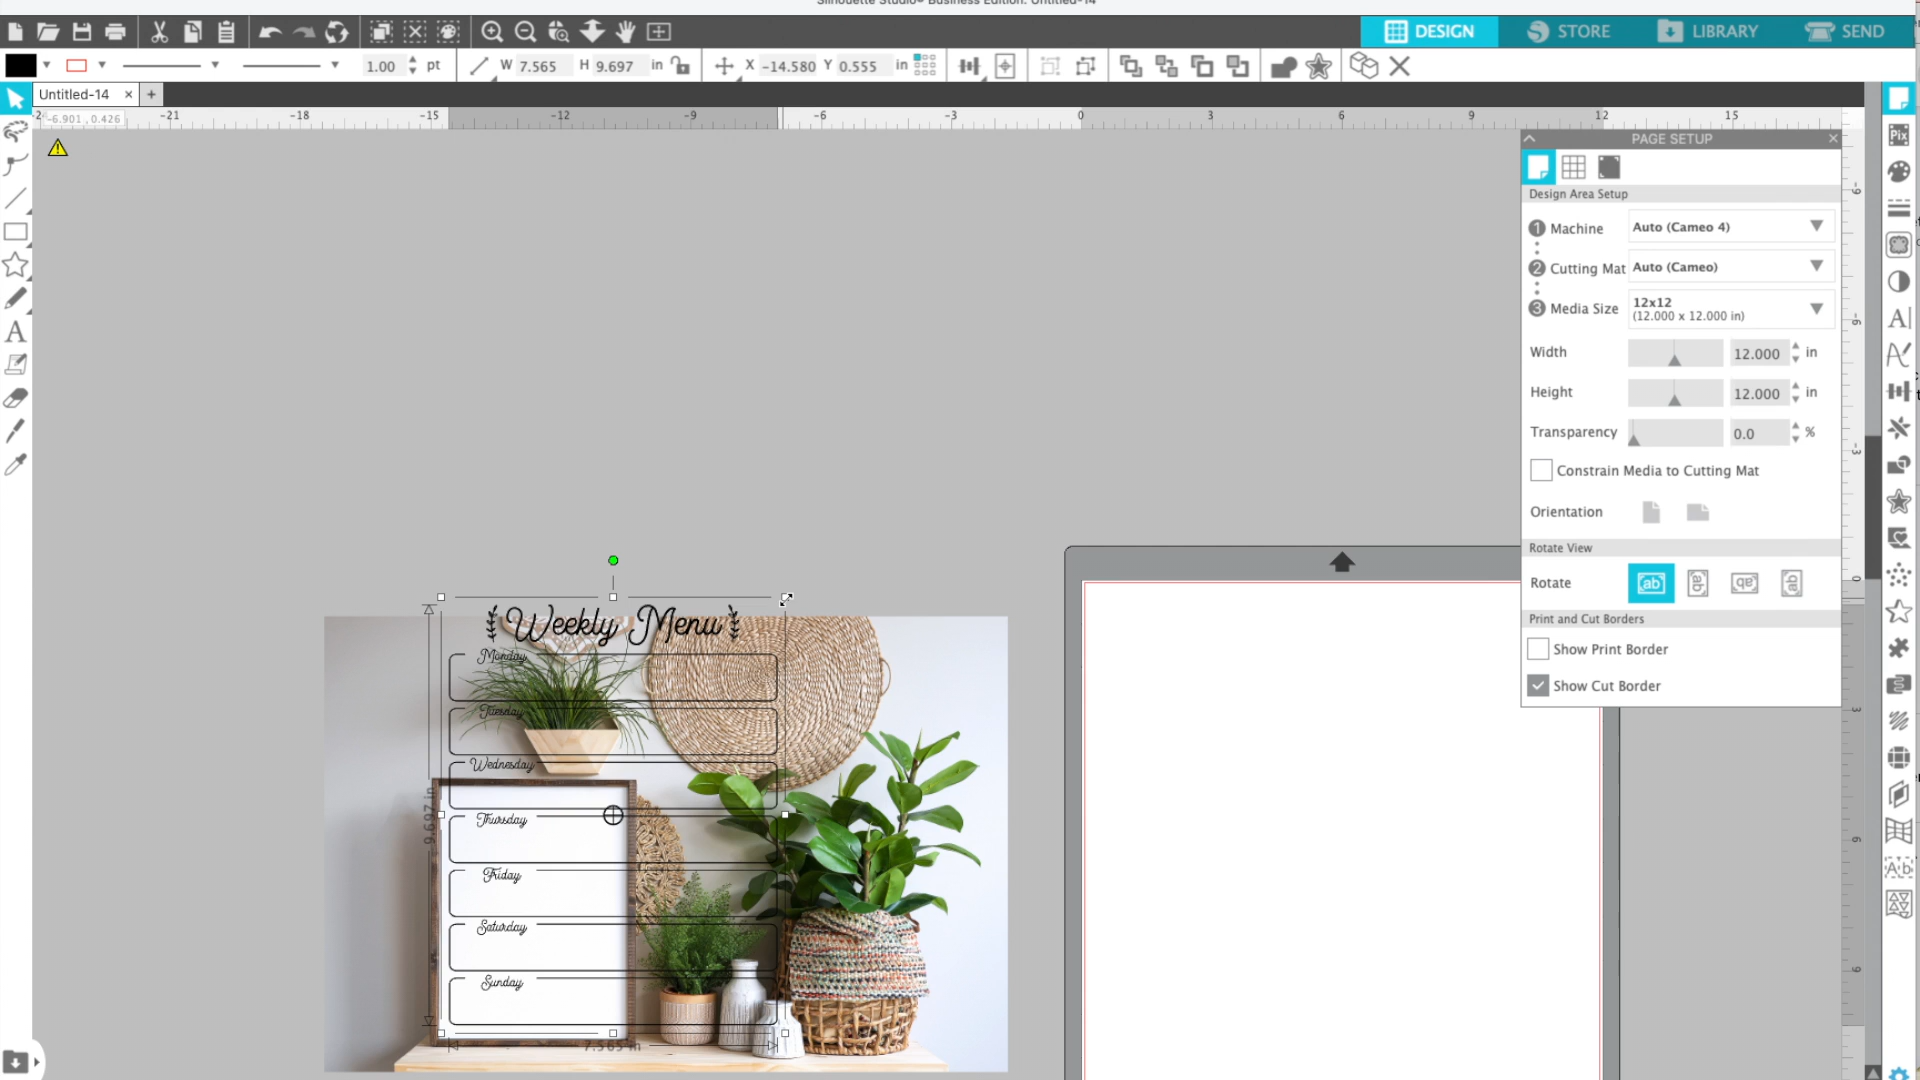 Silhouette Studio® Business Edition: Untitled-14
DESIGN
STORE
LIBRARY
SEND
1.00 pt
W 7.565 H 9.697 in
X -14.580 Y 0.555 in
Untitled-14
-6.901 , 0.426
-21 -18 -15 -12 -9 -6 -3 0 3 6 9 12 15
PAGE SETUP
Design Area Setup
1 Machine Auto (Cameo 4)
2 Cutting Mat Auto (Cameo)
3 Media Size 12x12
(12.000 x 12.000 in)
Width 12.000 in
Height 12.000 in
Transparency 0.0 %
Constrain Media to Cutting Mat
Orientation
Rotate View
Rotate ab ab ab ab
Print and Cut Borders
Show Print Border
Show Cut Border
Pix
Weekly Menu
Monday
Tuesday
Wednesday
Thursday
Friday
Saturday
Sunday
9.697 in
7.565 in